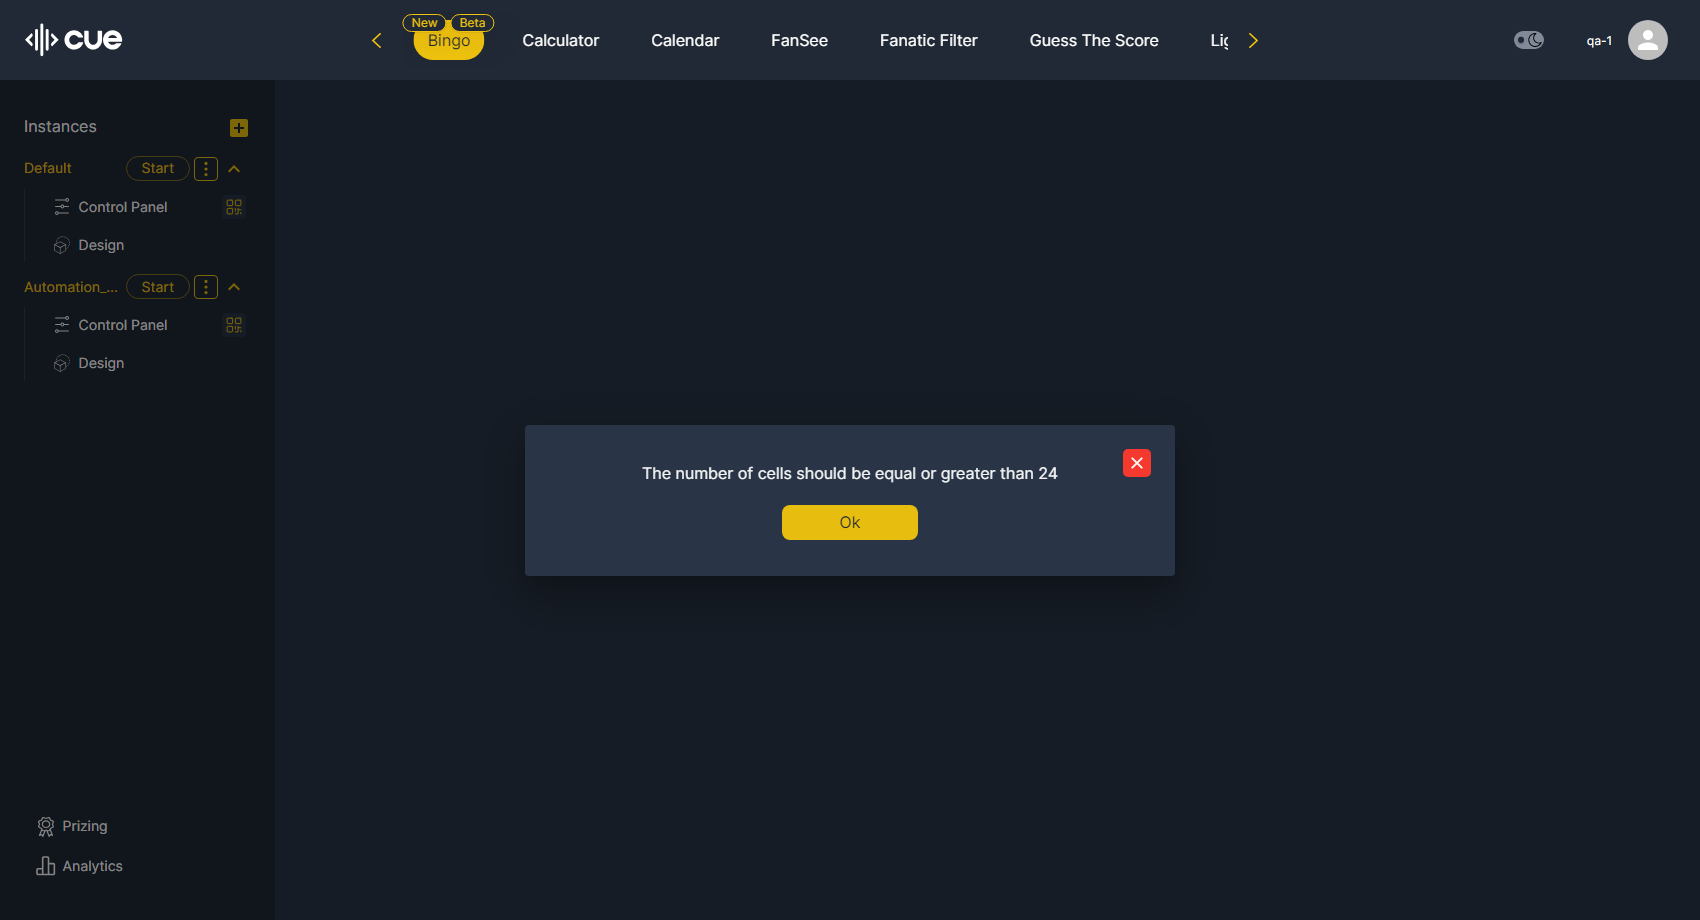 cue
New Beta
Bingo Calculator Calendar FanSee Fanatic Filter Guess The Score Lig
qa-1
Instances
Default Start
Control Panel
Design
Automation_... Start
Control Panel
Design
The number of cells should be equal or greater than 24
Ok
Prizing
Analytics